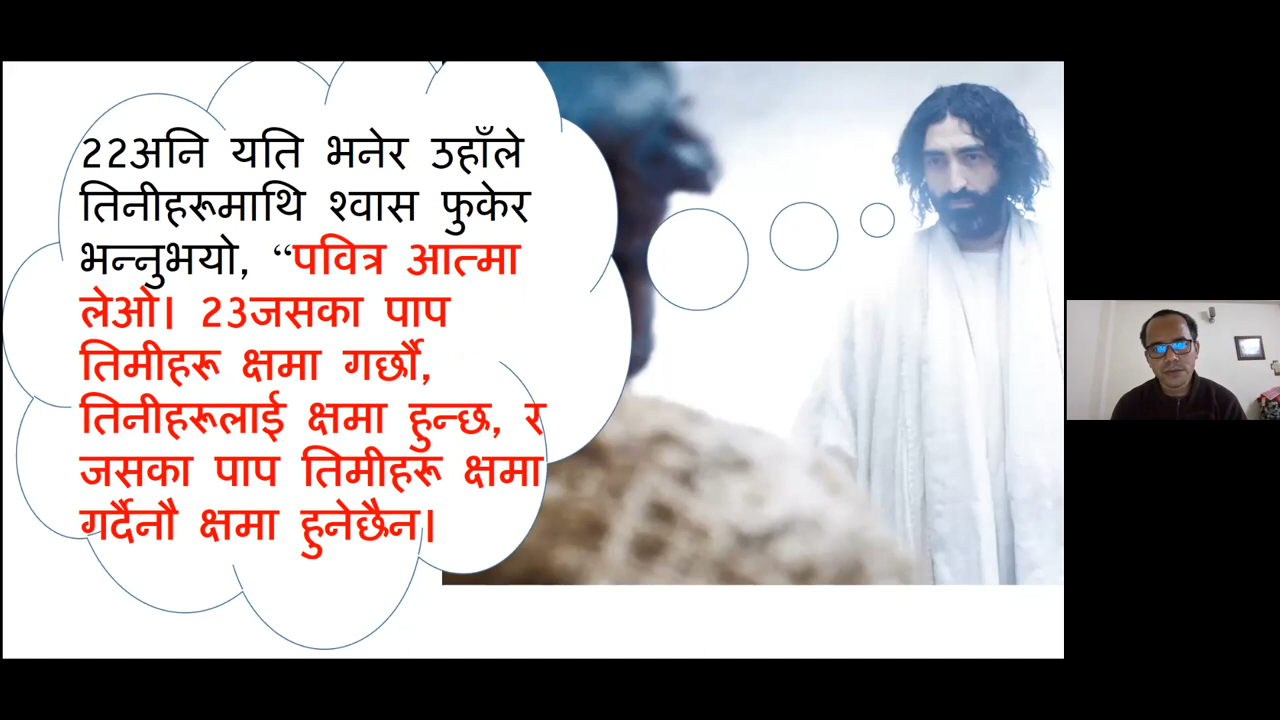 22अनि यति भनेर उहाँले
तिनीहरूमाथि श्वास फुकेर
भन्नुभयो, “पवित्र आत्मा
लेओ। 23जसका पाप
तिमीहरू क्षमा गर्छौ,
तिनीहरूलाई क्षमा हुन्छ, र
जसका पाप तिमीहरू क्षमा
गर्दैनौ क्षमा हुनेछैन।